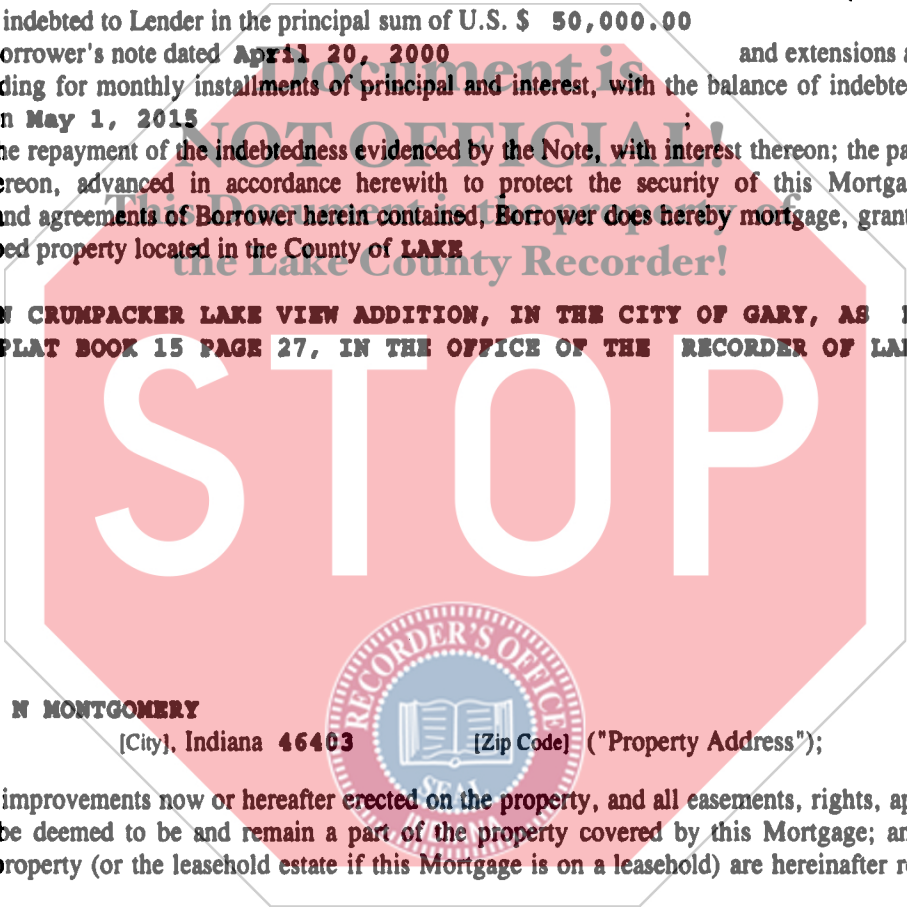 indebted to Lender in the principal sum of U.S. $ 50,000.00
orrower's note dated April 20, 2000 and extensions a
Document is
ding for monthly installments of principal and interest, with the balance of indebte
n May 1, 2015 ;
NOT OFFICIAL!
he repayment of the indebtedness evidenced by the Note, with interest thereon; the pa
ereon, advanced in accordance herewith to protect the security of this Mortga
This Document is the property of
nd agreements of Borrower herein contained, Borrower does hereby mortgage, grant
ed property located in the County of LAKE
the Lake County Recorder!
N CRUMPACKER LAKE VIEW ADDITION, IN THE CITY OF GARY, AS
PLAT BOOK 15 PAGE 27, IN THE OFFICE OF THE RECORDER OF LAK
STOP
RECORDER'S OFFICE
N MONTGOMERY
[City], Indiana 46403 [Zip Code] ("Property Address");
SEAL
INDIANA
improvements now or hereafter erected on the property, and all easements, rights, ap
be deemed to be and remain a part of the property covered by this Mortgage; an
property (or the leasehold estate if this Mortgage is on a leasehold) are hereinafter re